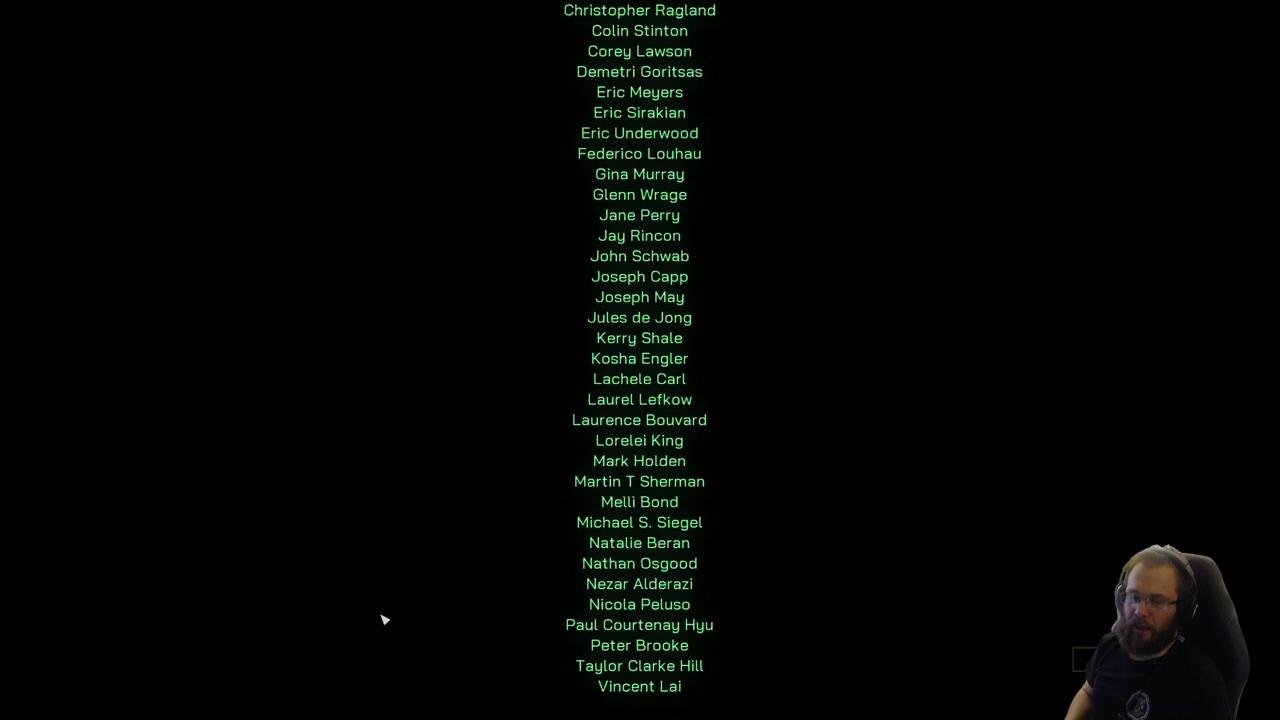 Christopher Ragland
Colin Stinton
Corey Lawson
Demetri Goritsas
Eric Meyers
Eric Sirakian
Eric Underwood
Federico Louhau
Gina Murray
Glenn Wrage
Jane Perry
Jay Rincon
John Schwab
Joseph Capp
Joseph May
Jules de Jong
Kerry Shale
Kosha Engler
Lachele Carl
Laurel Lefkow
Laurence Bouvard
Lorelei King
Mark Holden
Martin T Sherman
Melli Bond
Michael S. Siegel
Natalie Beran
Nathan Osgood
Nezar Alderazi
Nicola Peluso
Paul Courtenay Hyu
Peter Brooke
Taylor Clarke Hill
Vincent Lai